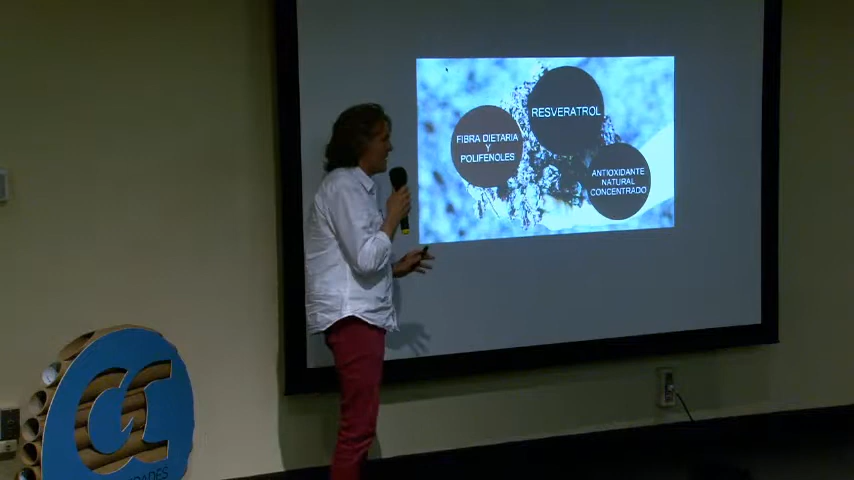 RESVERATROL
FIBRA DIETARIA
Y
POLIFENOLES
ANTIOXIDANTE
NATURAL
CONCENTRADO